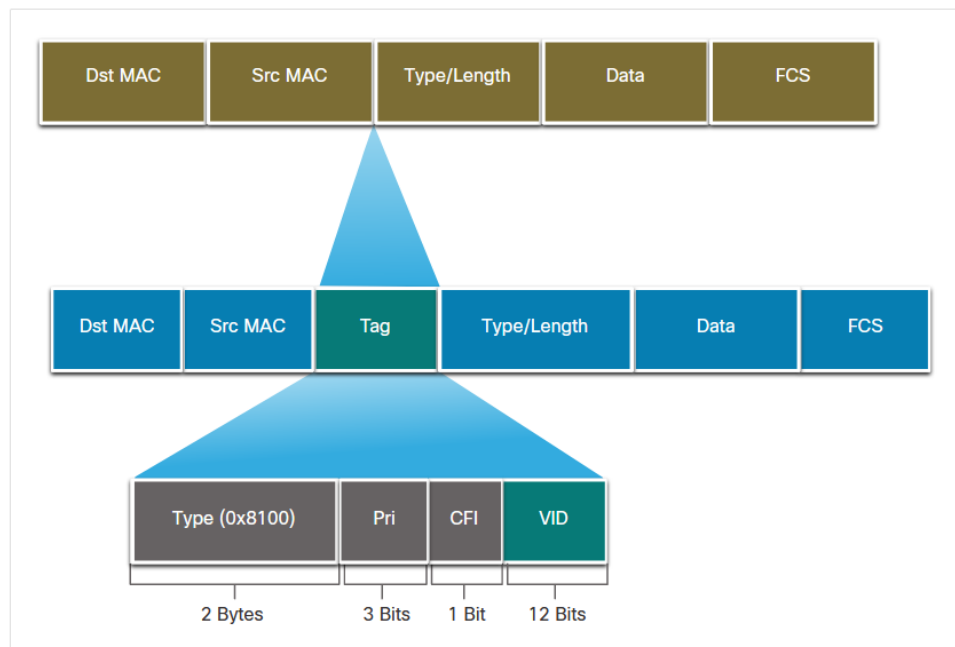 Dst MAC Src MAC Type/Length Data FCS
Dst MAC Src MAC Tag Type/Length Data FCS
Type (0x8100) Pri CFI VID
2 Bytes 3 Bits 1 Bit 12 Bits